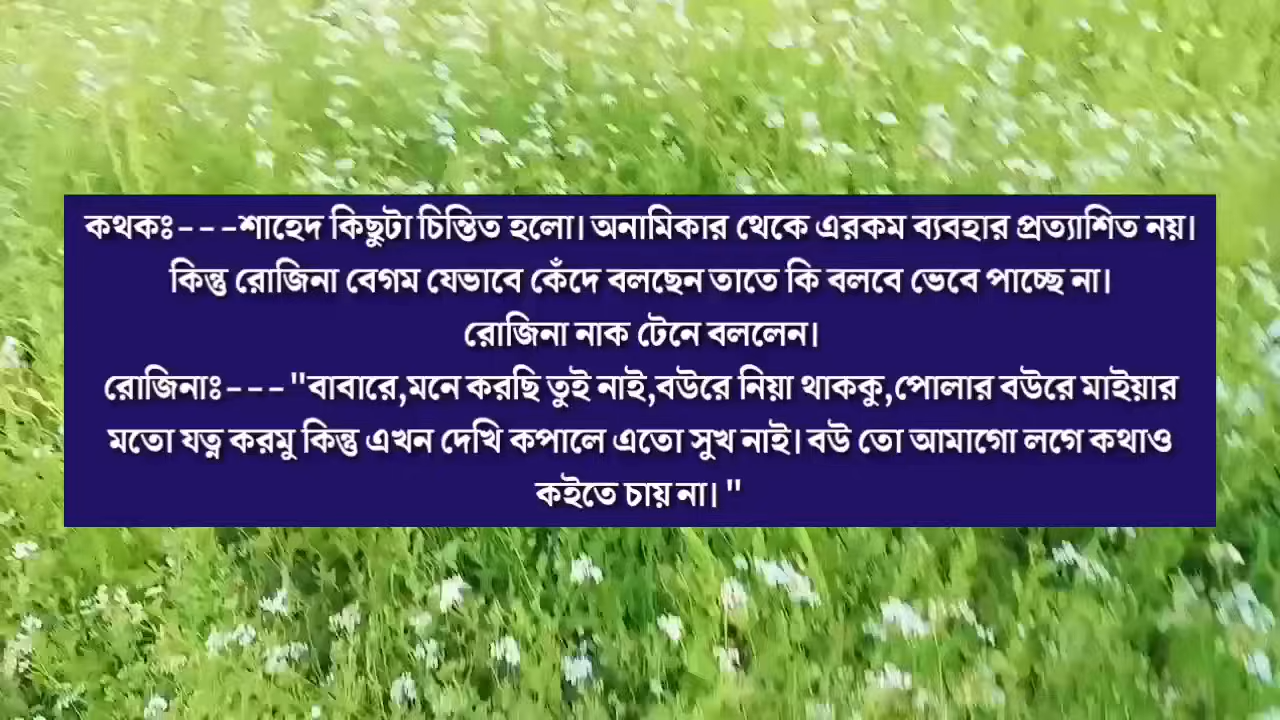 কথকঃ---শাহেদ কিছুটা চিন্তিত হলো। অনামিকার থেকে এরকম ব্যবহার প্রত্যাশিত নয়।
কিন্তু রোজিনা বেগম যেভাবে কেঁদে বলছেন তাতে কি বলবে ভেবে পাচ্ছে না।
রোজিনা নাক টেনে বললেন।
রোজিনাঃ---"বাবারে,মনে করছি তুই নাই,বউরে নিয়া থাককু,পোলার বউরে মাইয়ার
মতো যত্ন করমু কিন্তু এখন দেখি কপালে এতো সুখ নাই। বউ তো আমাগো লগে কথাও
কইতে চায় না। "